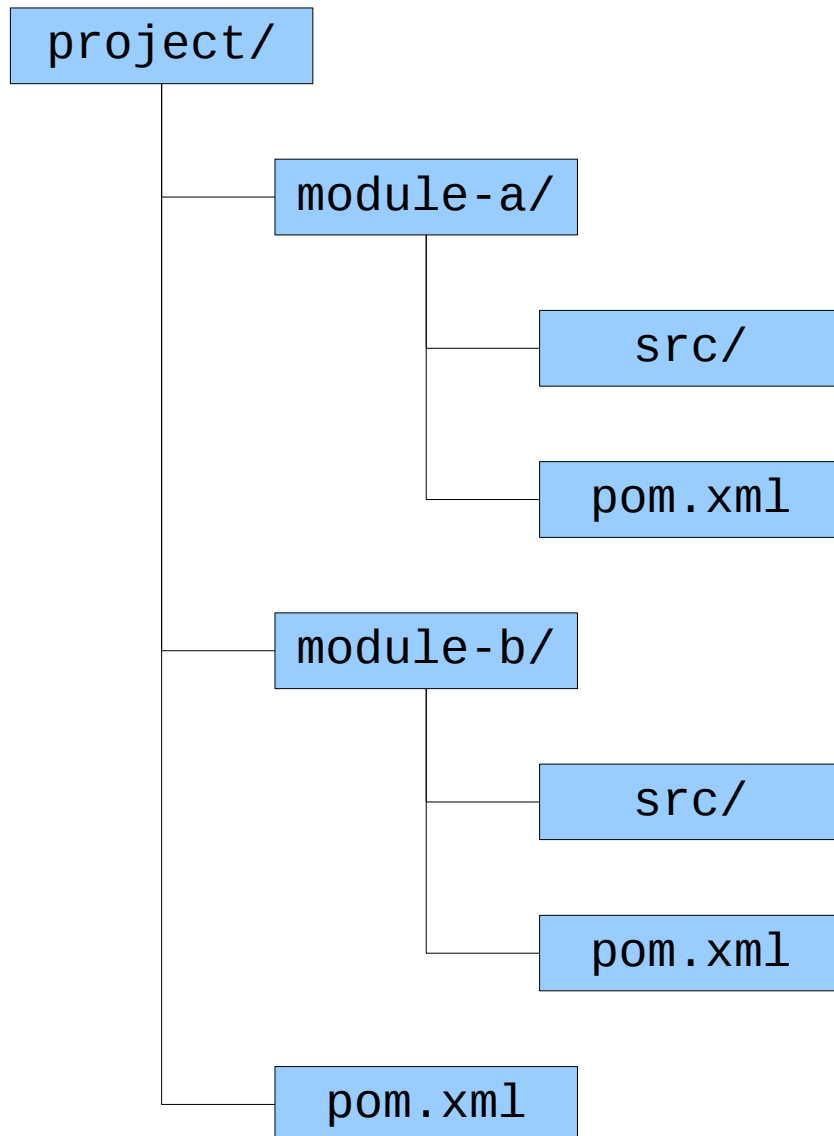 project/
module-a/
src/
pom.xml
module-b/
src/
pom.xml
pom.xml